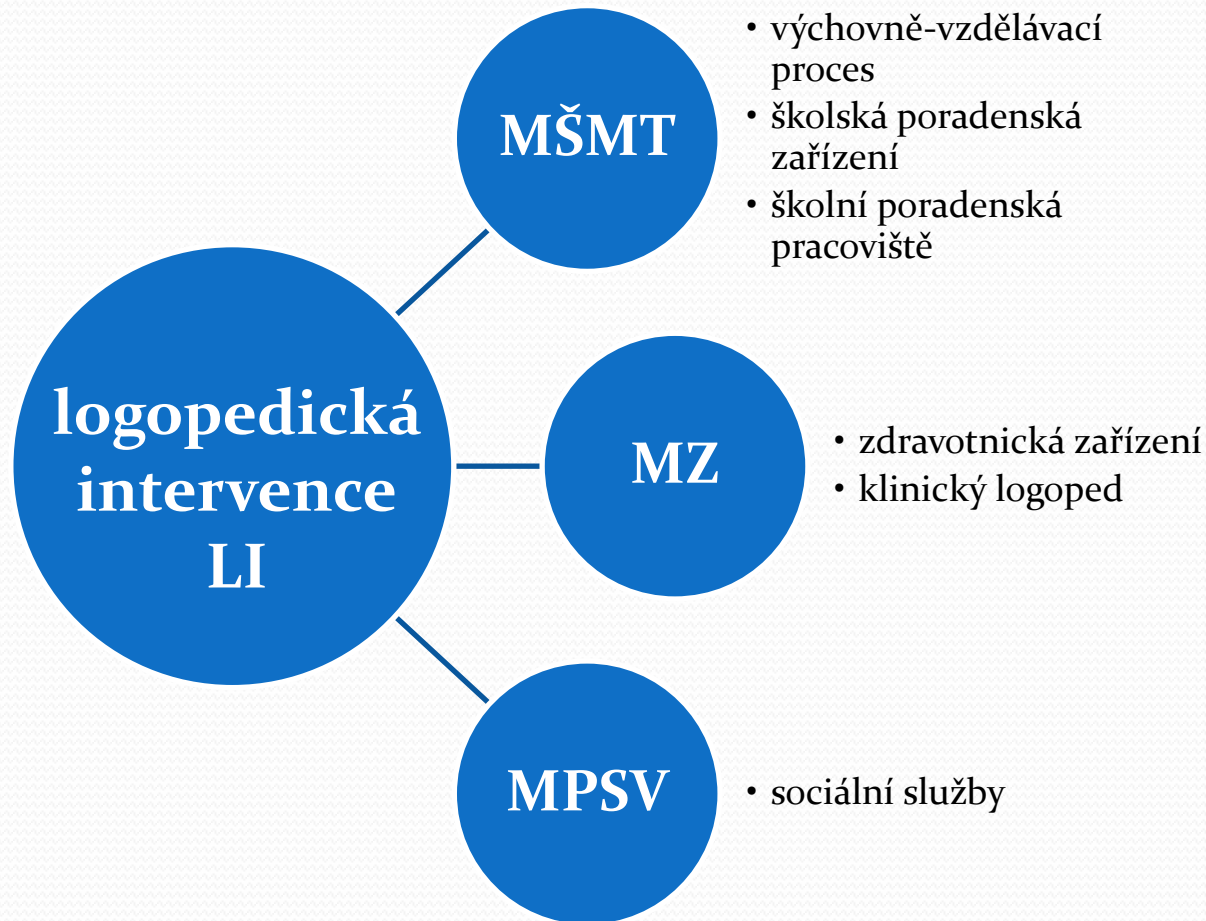 MŠMT
• výchovně-vzdělávací
proces
• školská poradenská
zařízení
• školní poradenská
pracoviště
logopedická
intervence
LI
MZ
• zdravotnická zařízení
• klinický logoped
MPSV
• sociální služby